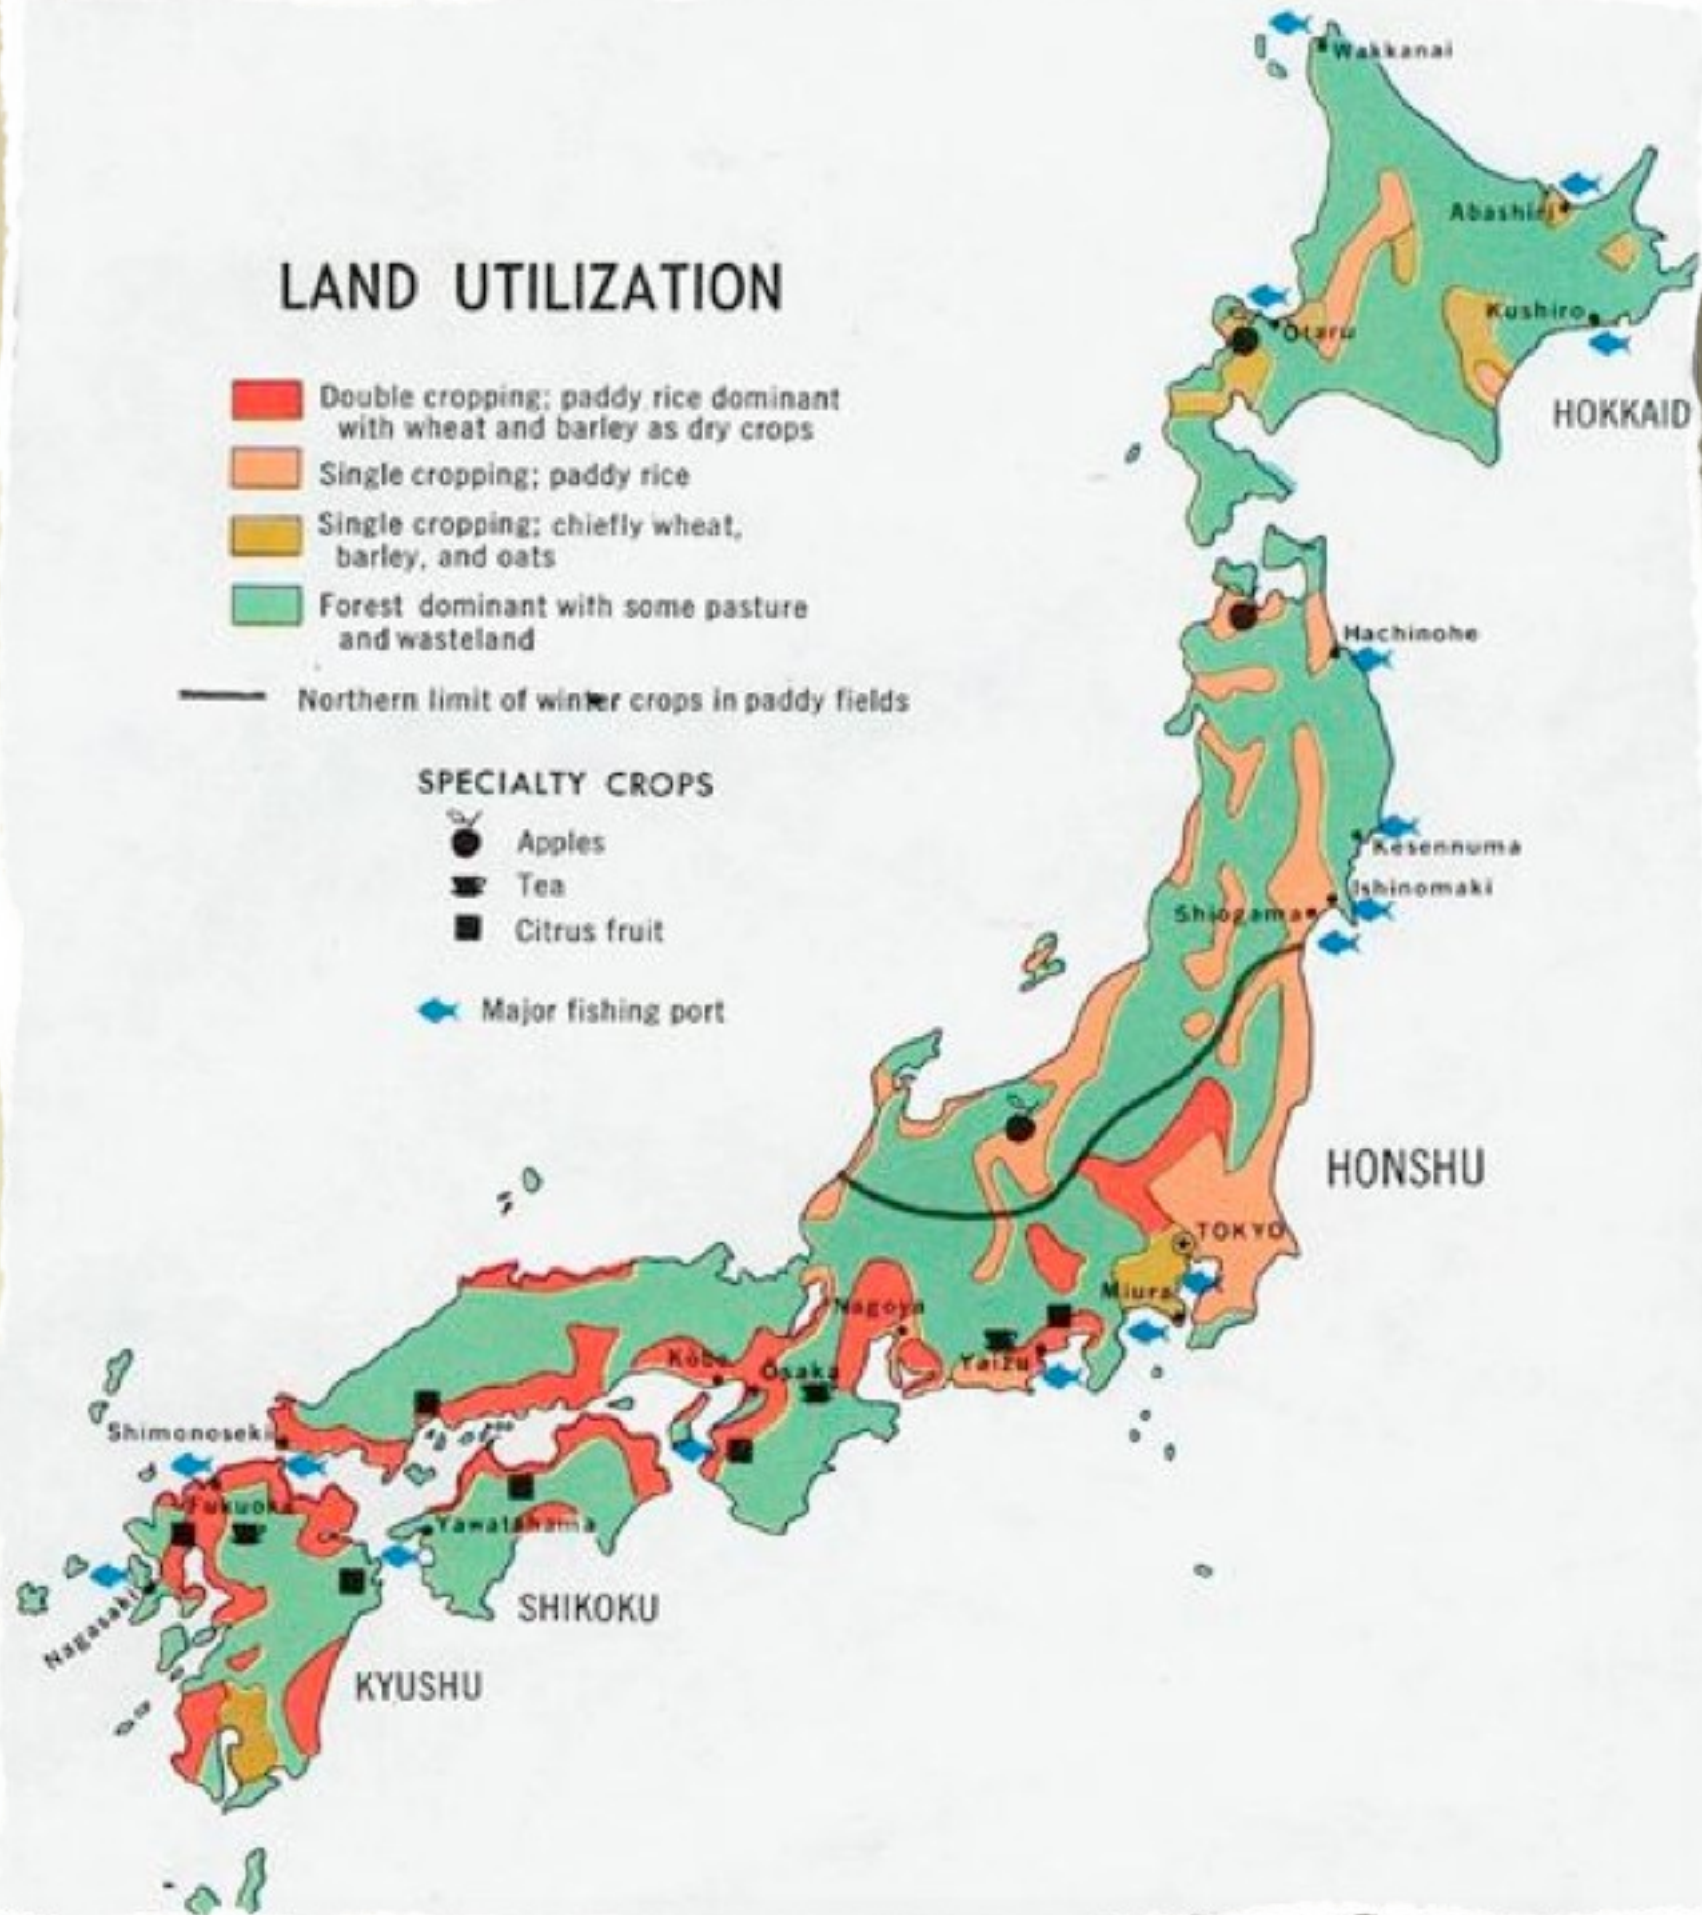 Wakkanai
Abashiri
LAND UTILIZATION
Kushiro
Otaru
Double cropping; paddy rice dominant
with wheat and barley as dry crops
HOKKAID
Single cropping; paddy rice
Single cropping; chiefly wheat,
barley, and oats
Forest dominant with some pasture
and wasteland
Hachinohe
Northern limit of winter crops in paddy fields
SPECIALTY CROPS
Apples
Tea
Citrus fruit
Kesennuma
Ishinomaki
Shiogama
Major fishing port
HONSHU
TOKYO
Miura
Nagoya
Kobe
Osaka
Yaizu
Shimonoseki
Fukuoka
Yawatahama
Nagasaki
SHIKOKU
KYUSHU